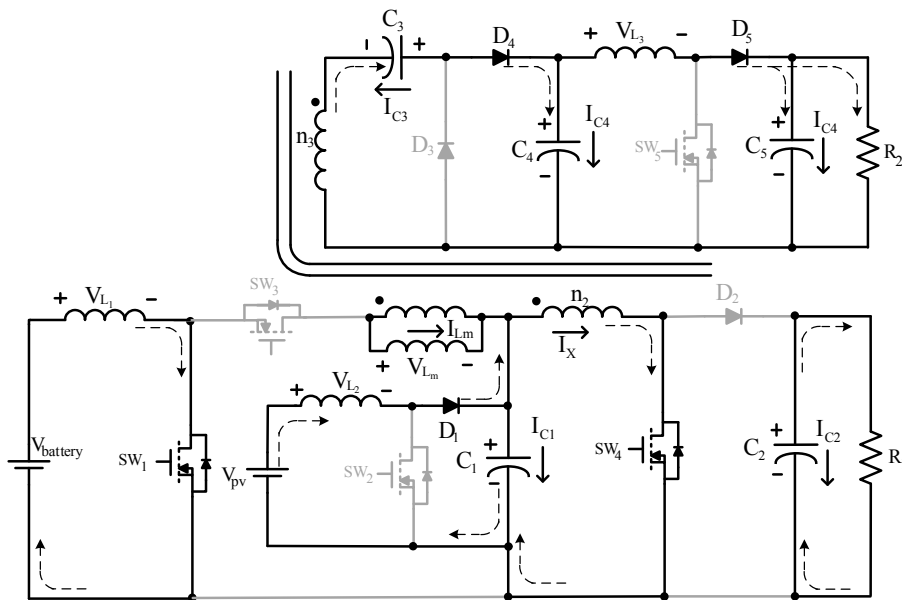 C3
D4
VL3
D5
+ -
- +
IC3
n3
D3
+
C4
-
IC4
SW5
+
C5
-
IC4
R2
SW3
n2
D2
+ VL1 -
ILm
IX
+ VLm -
+ VL2 -
D1
Vbattery
SW1
Vpv
SW2
+
C1
-
IC1
SW4
+
C2
-
IC2
R